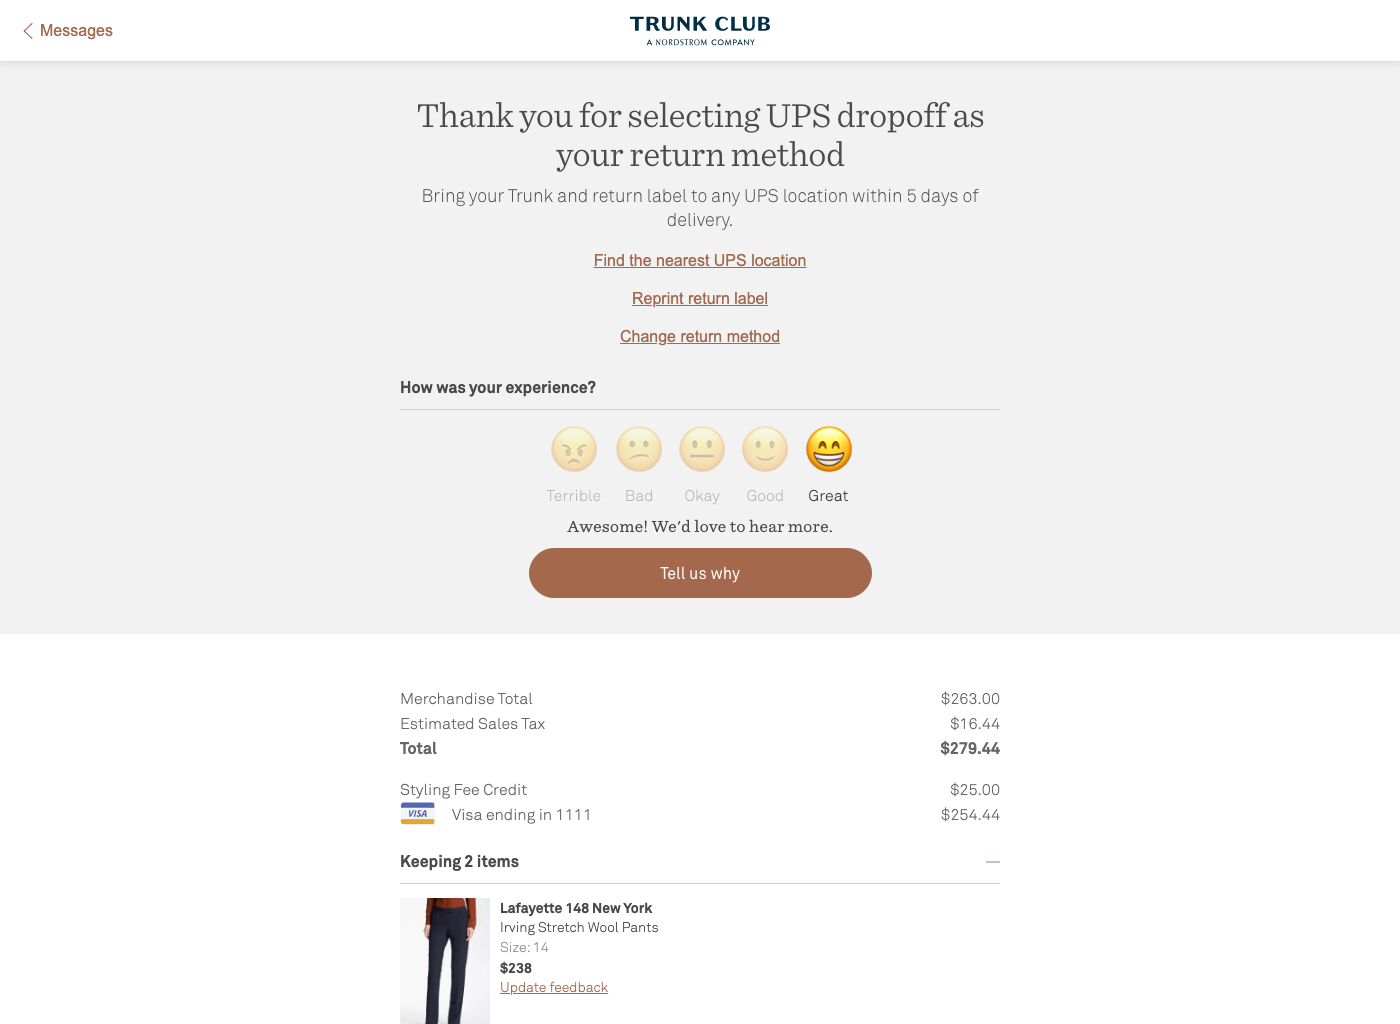 Messages
TRUNK CLUB
A NORDSTROM COMPANY
Thank you for selecting UPS dropoff as
your return method
Bring your Trunk and return label to any UPS location within 5 days of
delivery.
Find the nearest UPS location
Reprint return label
Change return method
How was your experience?
Terrible Bad Okay Good Great
Awesome! We'd love to hear more.
Tell us why
Merchandise Total $263.00
Estimated Sales Tax $16.44
Total $279.44
Styling Fee Credit $25.00
VISA Visa ending in 1111 $254.44
Keeping 2 items
Lafayette 148 New York
Irving Stretch Wool Pants
Size: 14
$238
Update feedback